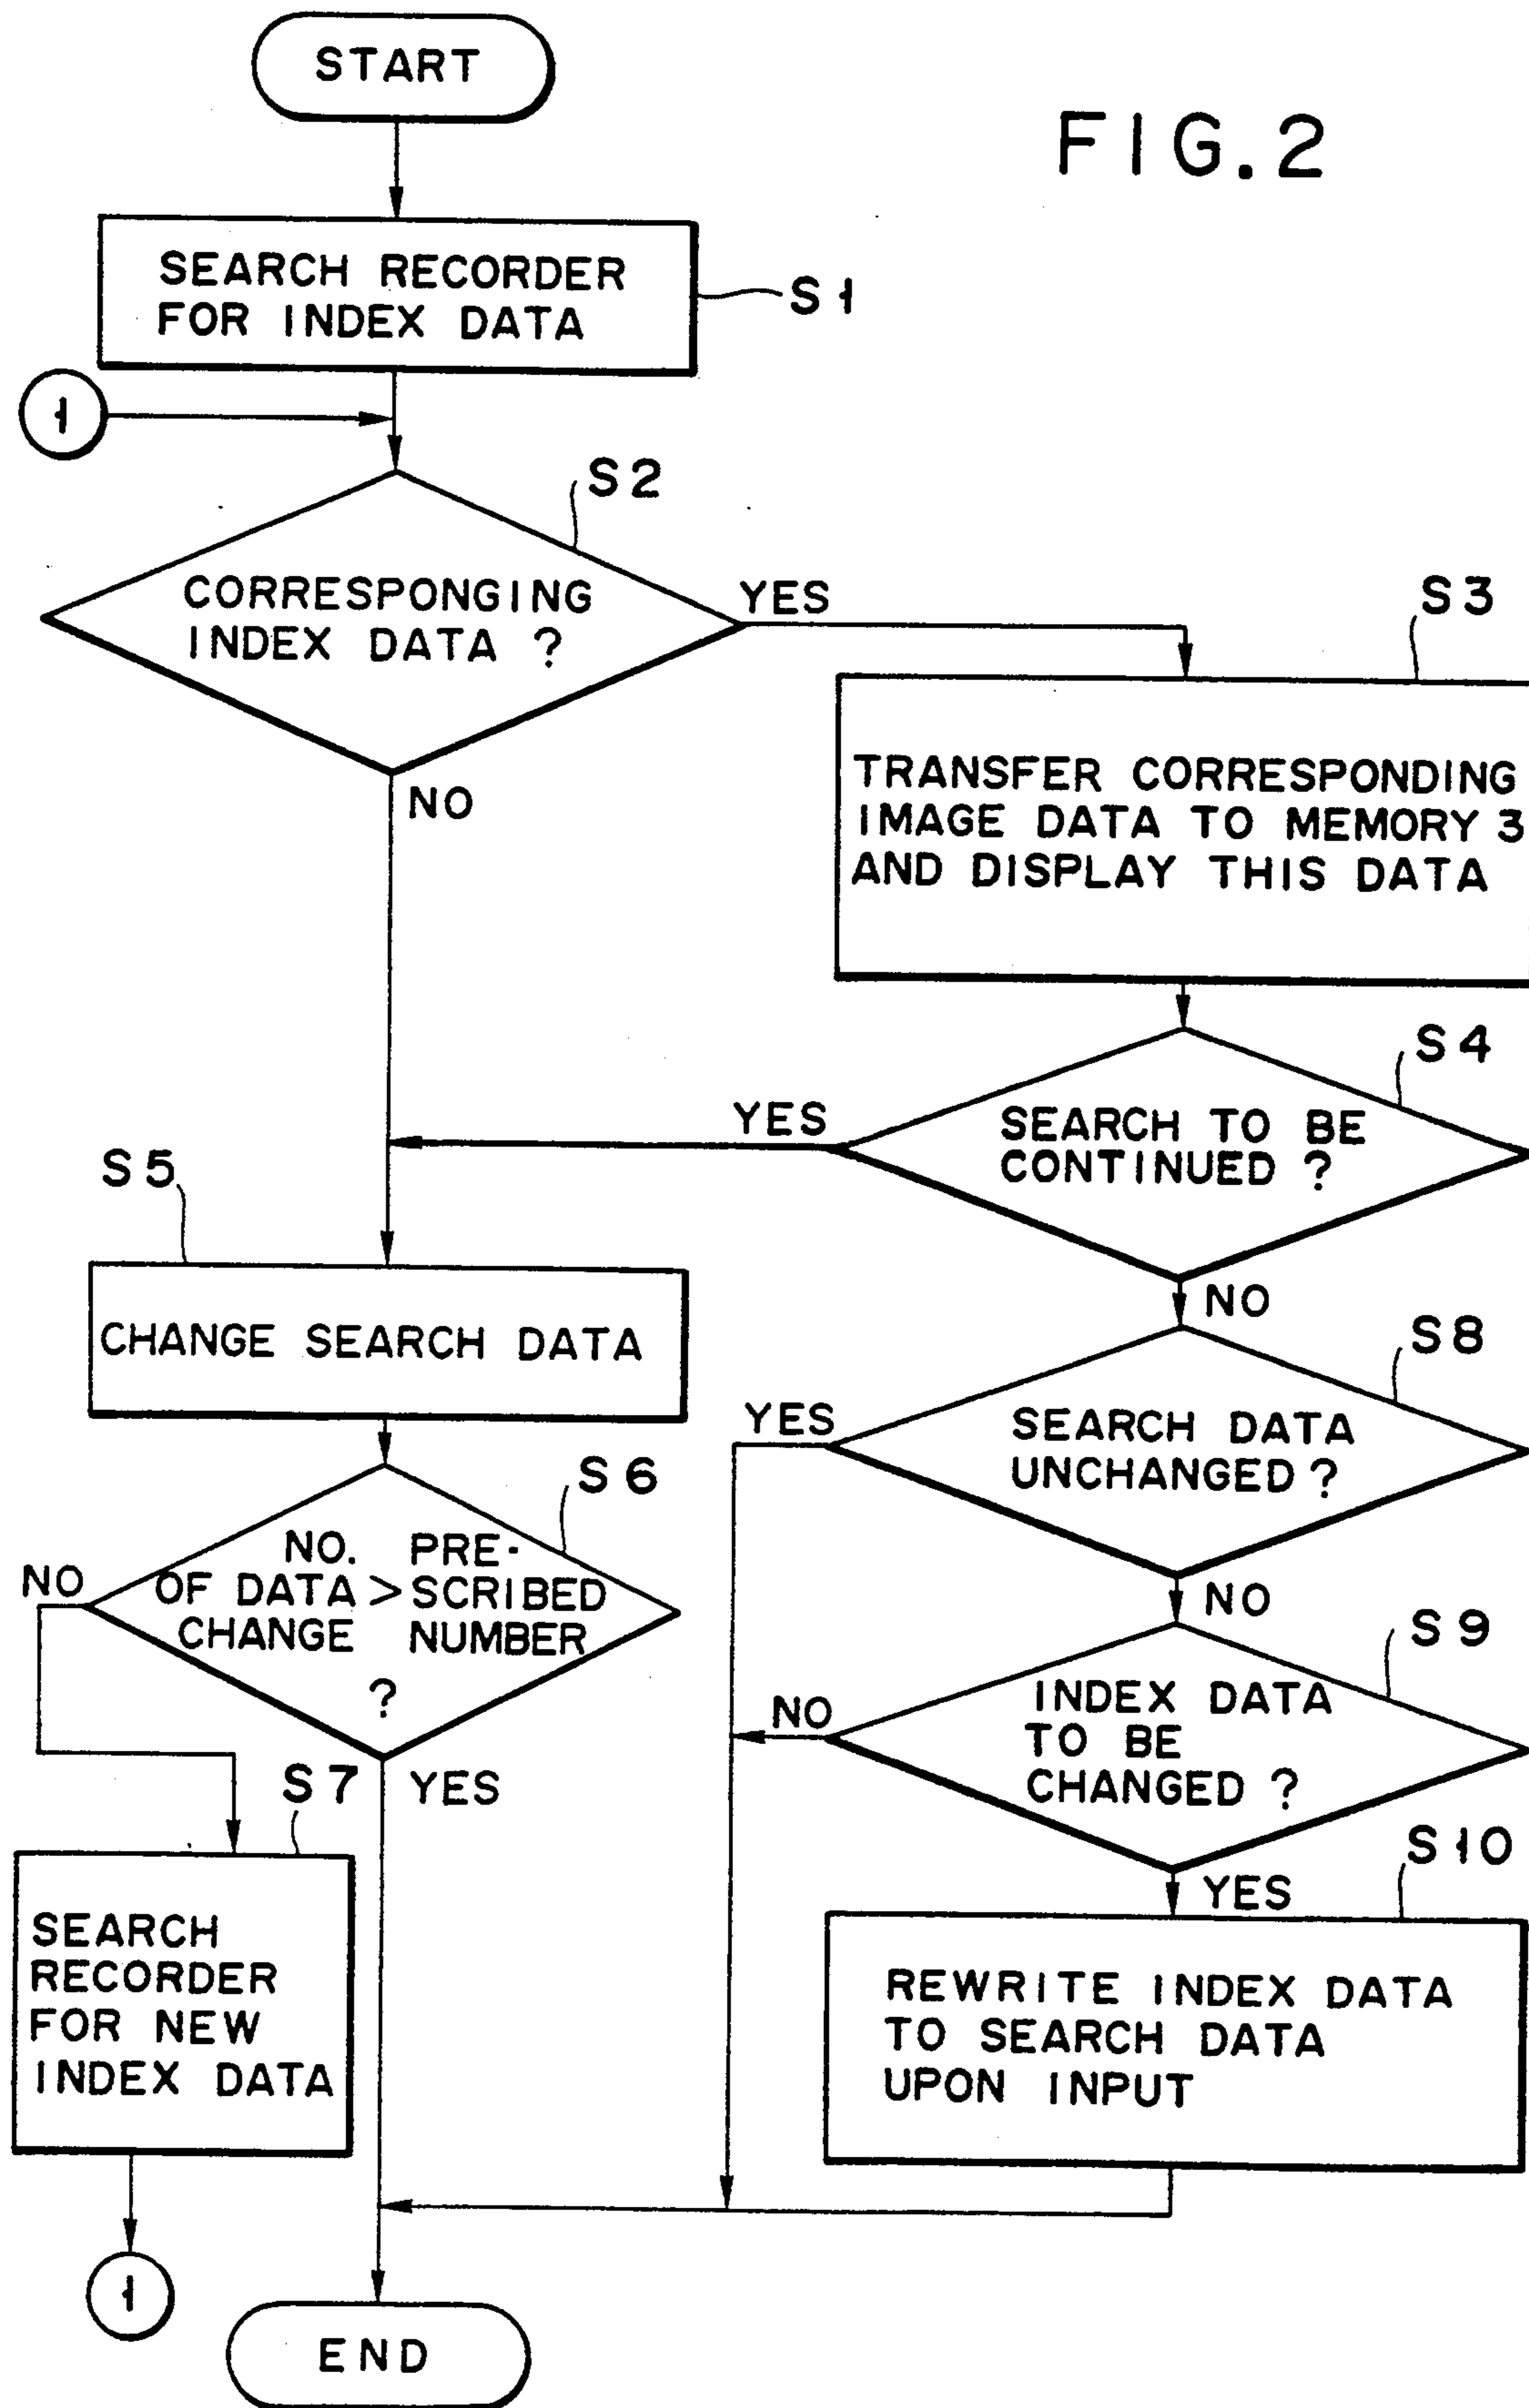 START
FIG.2
SEARCH RECORDER
FOR INDEX DATA
S1
1
S2
CORRESPONGING
INDEX DATA ?
YES
NO
S3
TRANSFER CORRESPONDING
IMAGE DATA TO MEMORY 3
AND DISPLAY THIS DATA
S4
SEARCH TO BE
CONTINUED ?
YES
NO
S5
CHANGE SEARCH DATA
S8
SEARCH DATA
UNCHANGED ?
YES
NO
S6
NO. PRE-
OF DATA > SCRIBED
CHANGE NUMBER
?
NO
YES
S9
INDEX DATA
TO BE
CHANGED ?
NO
YES
S7
SEARCH
RECORDER
FOR NEW
INDEX DATA
S10
REWRITE INDEX DATA
TO SEARCH DATA
UPON INPUT
1
END